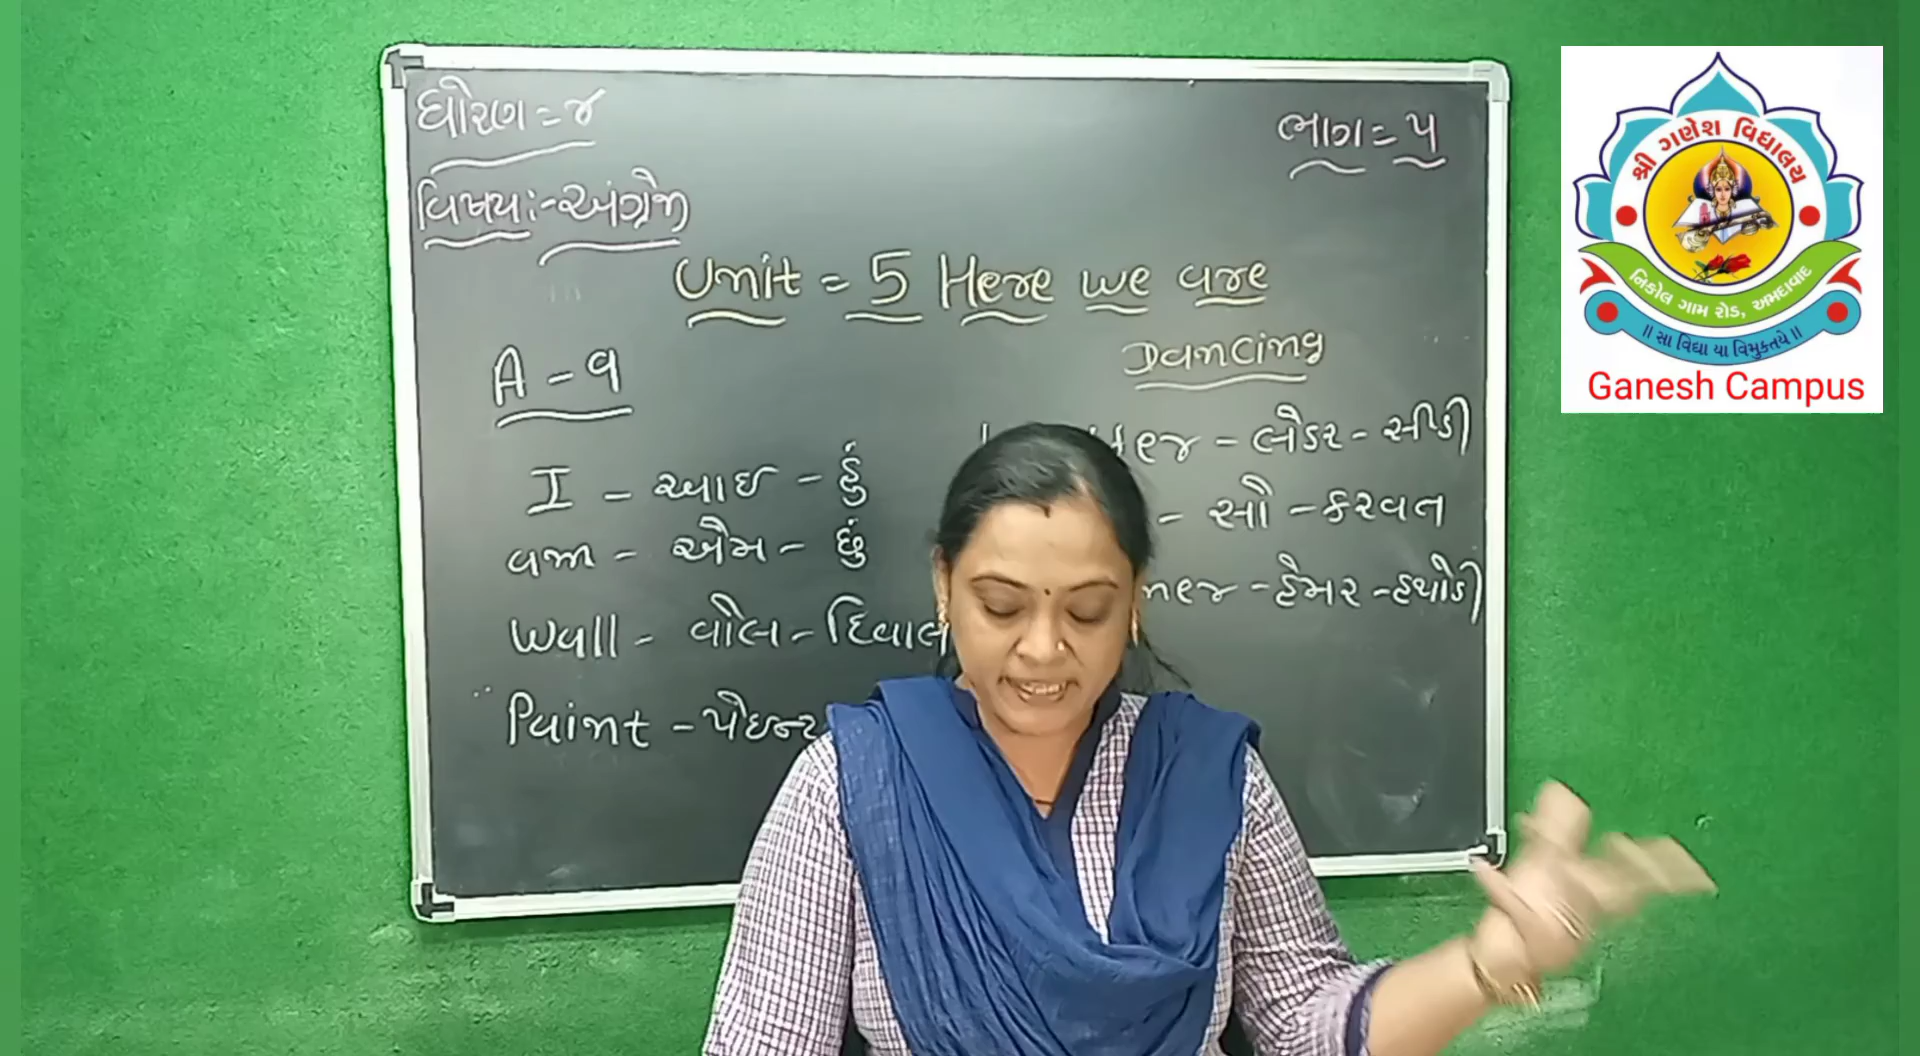 ધોરણ = ૪
ભાગ = ૫
વિષય :- અંગ્રેજી
Unit = 5 Here we are
Dancing
A - ૧
I - આઈ - હું
am - એમ - છું
Wall - વોલ - દિવાલ
Paint - પેઇન્ટ
- લેડર - સીડી
- સૌ - કરવત
- હેમર - હથોડી
શ્રી ગણેશ વિદ્યાલય
નિકોલ ગામ રોડ, અમદાવાદ
॥ સા વિદ્યા યા વિમુક્તયે ॥
Ganesh Campus